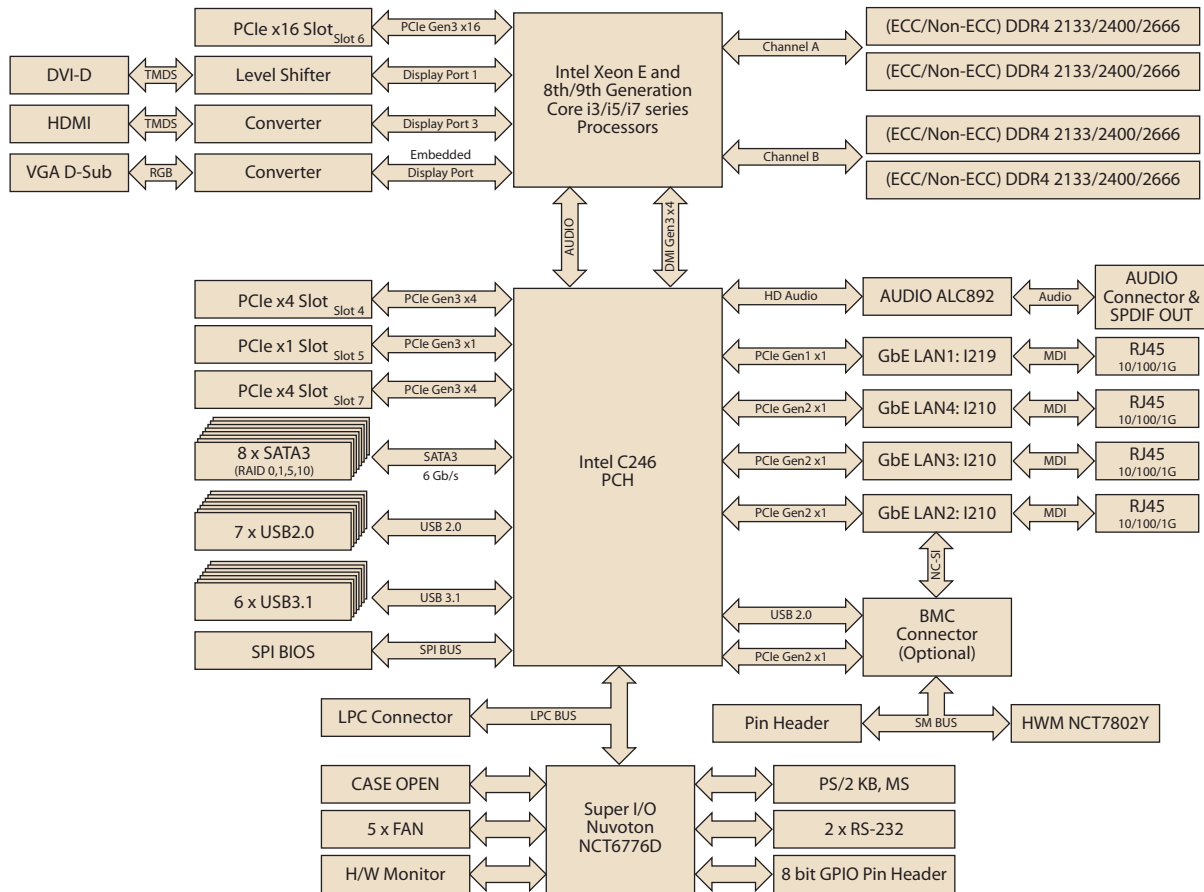 PCIe x16 Slot Slot 6
PCIe Gen3 x16
DVI-D
TMDS
Level Shifter
Display Port 1
HDMI
TMDS
Converter
Display Port 3
VGA D-Sub
RGB
Converter
Embedded
Display Port
Intel Xeon E and
8th/9th Generation
Core i3/i5/i7 series
Processors
Channel A
(ECC/Non-ECC) DDR4 2133/2400/2666
(ECC/Non-ECC) DDR4 2133/2400/2666
Channel B
(ECC/Non-ECC) DDR4 2133/2400/2666
(ECC/Non-ECC) DDR4 2133/2400/2666
AUDIO
DMI Gen3 x4
PCIe x4 Slot Slot 4
PCIe Gen3 x4
PCIe x1 Slot Slot 5
PCIe Gen3 x1
PCIe x4 Slot Slot 7
PCIe Gen3 x4
8 x SATA3
(RAID 0,1,5,10)
SATA3
6 Gb/s
7 x USB2.0
USB 2.0
6 x USB3.1
USB 3.1
SPI BIOS
SPI BUS
Intel C246
PCH
HD Audio
AUDIO ALC892
Audio
AUDIO
Connector &
SPDIF OUT
PCIe Gen1 x1
GbE LAN1: I219
MDI
RJ45
10/100/1G
PCIe Gen2 x1
GbE LAN4: I210
MDI
RJ45
10/100/1G
PCIe Gen2 x1
GbE LAN3: I210
MDI
RJ45
10/100/1G
PCIe Gen2 x1
GbE LAN2: I210
MDI
RJ45
10/100/1G
NC-SI
USB 2.0
PCIe Gen2 x1
BMC
Connector
(Optional)
LPC Connector
LPC BUS
Pin Header
SM BUS
HWM NCT7802Y
CASE OPEN
5 x FAN
H/W Monitor
Super I/O
Nuvoton
NCT6776D
PS/2 KB, MS
2 x RS-232
8 bit GPIO Pin Header